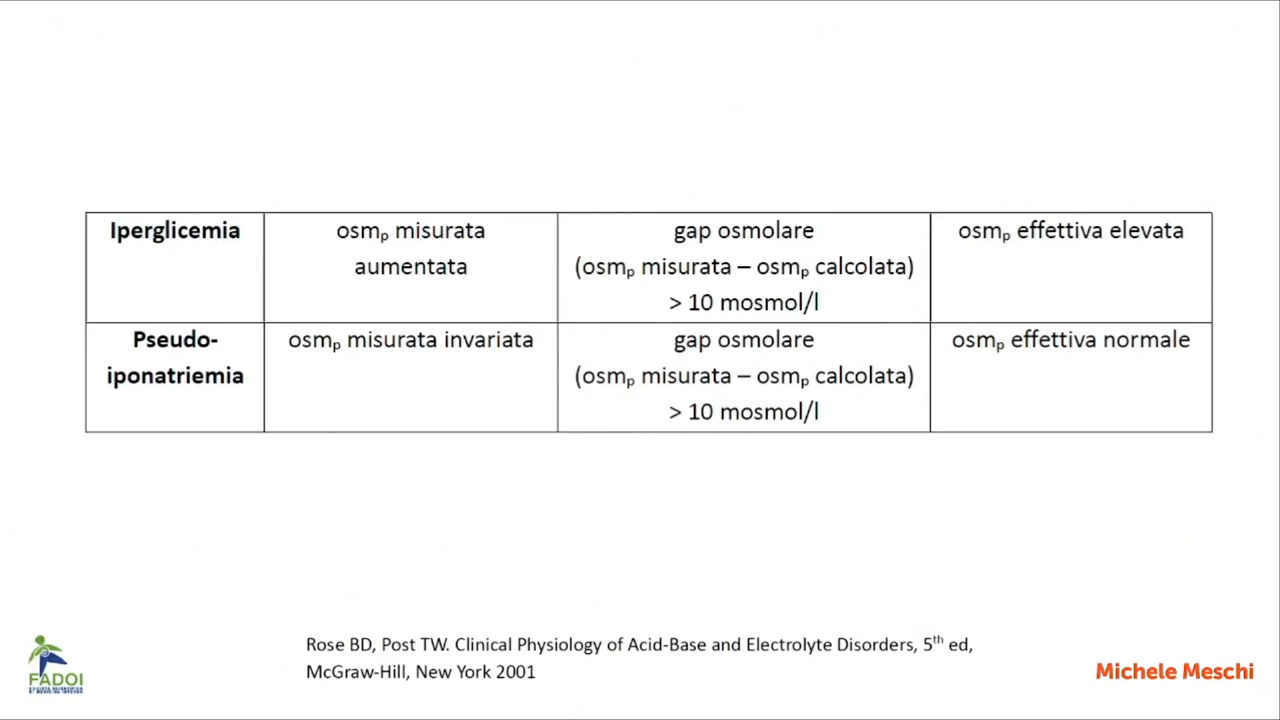 Iperglicemia
osmₚ misurata
aumentata
gap osmolare
(osmₚ misurata – osmₚ calcolata)
> 10 mosmol/l
osmₚ effettiva elevata
Pseudo-
iponatriemia
osmₚ misurata invariata
gap osmolare
(osmₚ misurata – osmₚ calcolata)
> 10 mosmol/l
osmₚ effettiva normale
Rose BD, Post TW. Clinical Physiology of Acid-Base and Electrolyte Disorders, 5th ed,
McGraw-Hill, New York 2001
FADOI
Michele Meschi